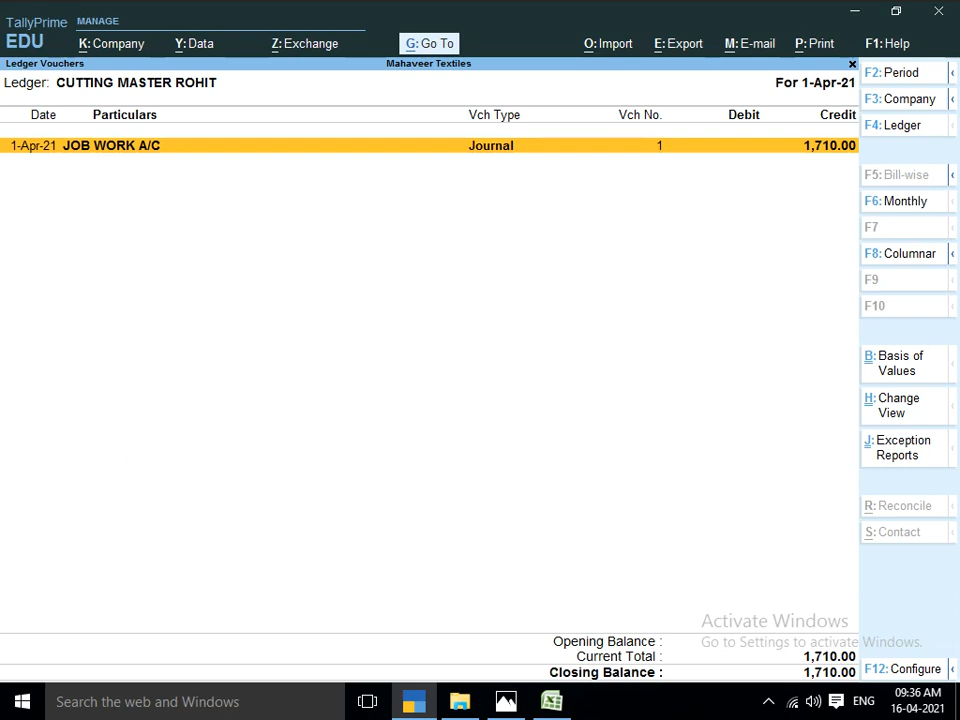 TallyPrime MANAGE
EDU K: Company Y: Data Z: Exchange G: Go To O: Import E: Export M: E-mail P: Print F1: Help
Ledger Vouchers Mahaveer Textiles
Ledger: CUTTING MASTER ROHIT For 1-Apr-21
Date Particulars Vch Type Vch No. Debit Credit
1-Apr-21 JOB WORK A/C Journal 1 1,710.00
F2: Period
F3: Company
F4: Ledger
F5: Bill-wise
F6: Monthly
F7
F8: Columnar
F9
F10
B: Basis of
Values
H: Change
View
J: Exception
Reports
R: Reconcile
S: Contact
Activate Windows
Go to Settings to activate Windows.
Opening Balance :
Current Total : 1,710.00
Closing Balance : 1,710.00
F12: Configure
Search the web and Windows
ENG
09:36 AM
16-04-2021